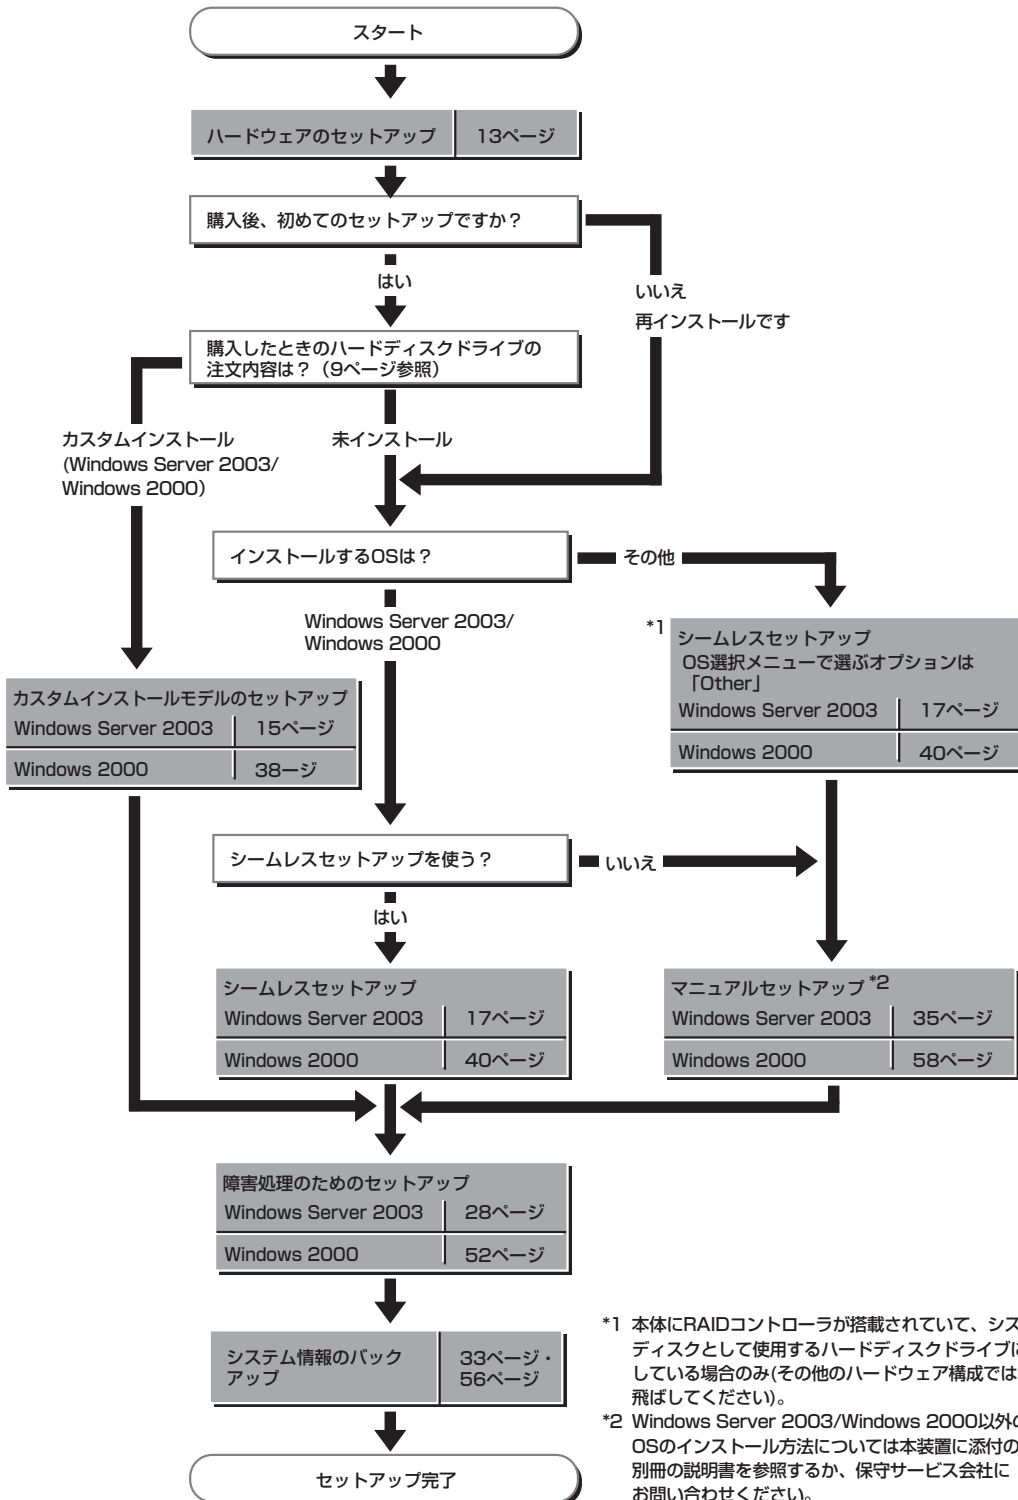 スタート
ハードウェアのセットアップ 13ページ
購入後、初めてのセットアップですか？
はい
いいえ
再インストールです
購入したときのハードディスクドライブの
注文内容は？（9ページ参照）
カスタムインストール
(Windows Server 2003/
Windows 2000）
未インストール
インストールするOSは？
その他
Windows Server 2003/
Windows 2000
*1 シームレスセットアップ
OS選択メニューで選ぶオプションは
「Other」
Windows Server 2003 17ページ
Windows 2000 40ページ
カスタムインストールモデルのセットアップ
Windows Server 2003 15ページ
Windows 2000 38ージ
シームレスセットアップを使う？
いいえ
はい
シームレスセットアップ
Windows Server 2003 17ページ
Windows 2000 40ページ
マニュアルセットアップ *2
Windows Server 2003 35ページ
Windows 2000 58ページ
障害処理のためのセットアップ
Windows Server 2003 28ページ
Windows 2000 52ページ
システム情報のバック
アップ
33ページ・
56ページ
セットアップ完了
*1 本体にRAIDコントローラが搭載されていて、シス
ディスクとして使用するハードディスクドライブに
している場合のみ(その他のハードウェア構成では
飛ばしてください)。
*2 Windows Server 2003/Windows 2000以外の
OSのインストール方法については本装置に添付の
別冊の説明書を参照するか、保守サービス会社に
お問い合わせください。